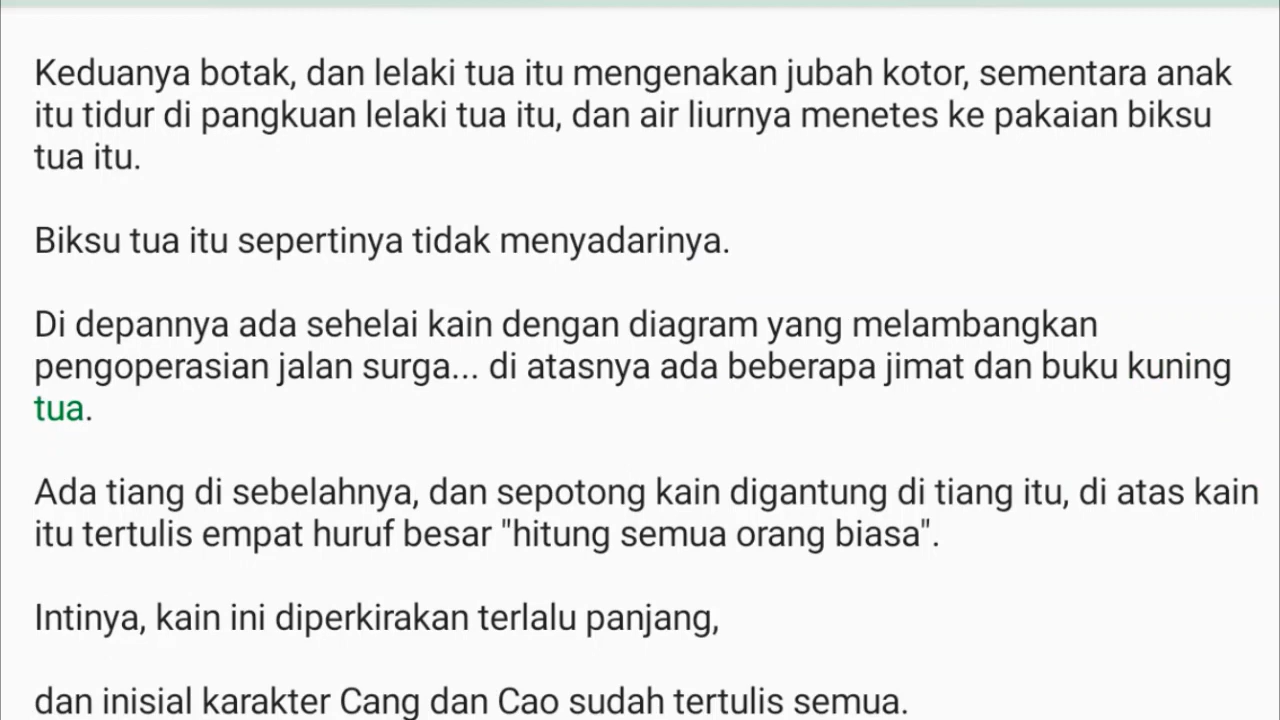 Keduanya botak, dan lelaki tua itu mengenakan jubah kotor, sementara anak
itu tidur di pangkuan lelaki tua itu, dan air liurnya menetes ke pakaian biksu
tua itu.
Biksu tua itu sepertinya tidak menyadarinya.
Di depannya ada sehelai kain dengan diagram yang melambangkan
pengoperasian jalan surga... di atasnya ada beberapa jimat dan buku kuning
tua.
Ada tiang di sebelahnya, dan sepotong kain digantung di tiang itu, di atas kain
itu tertulis empat huruf besar "hitung semua orang biasa".
Intinya, kain ini diperkirakan terlalu panjang,
dan inisial karakter Cang dan Cao sudah tertulis semua.